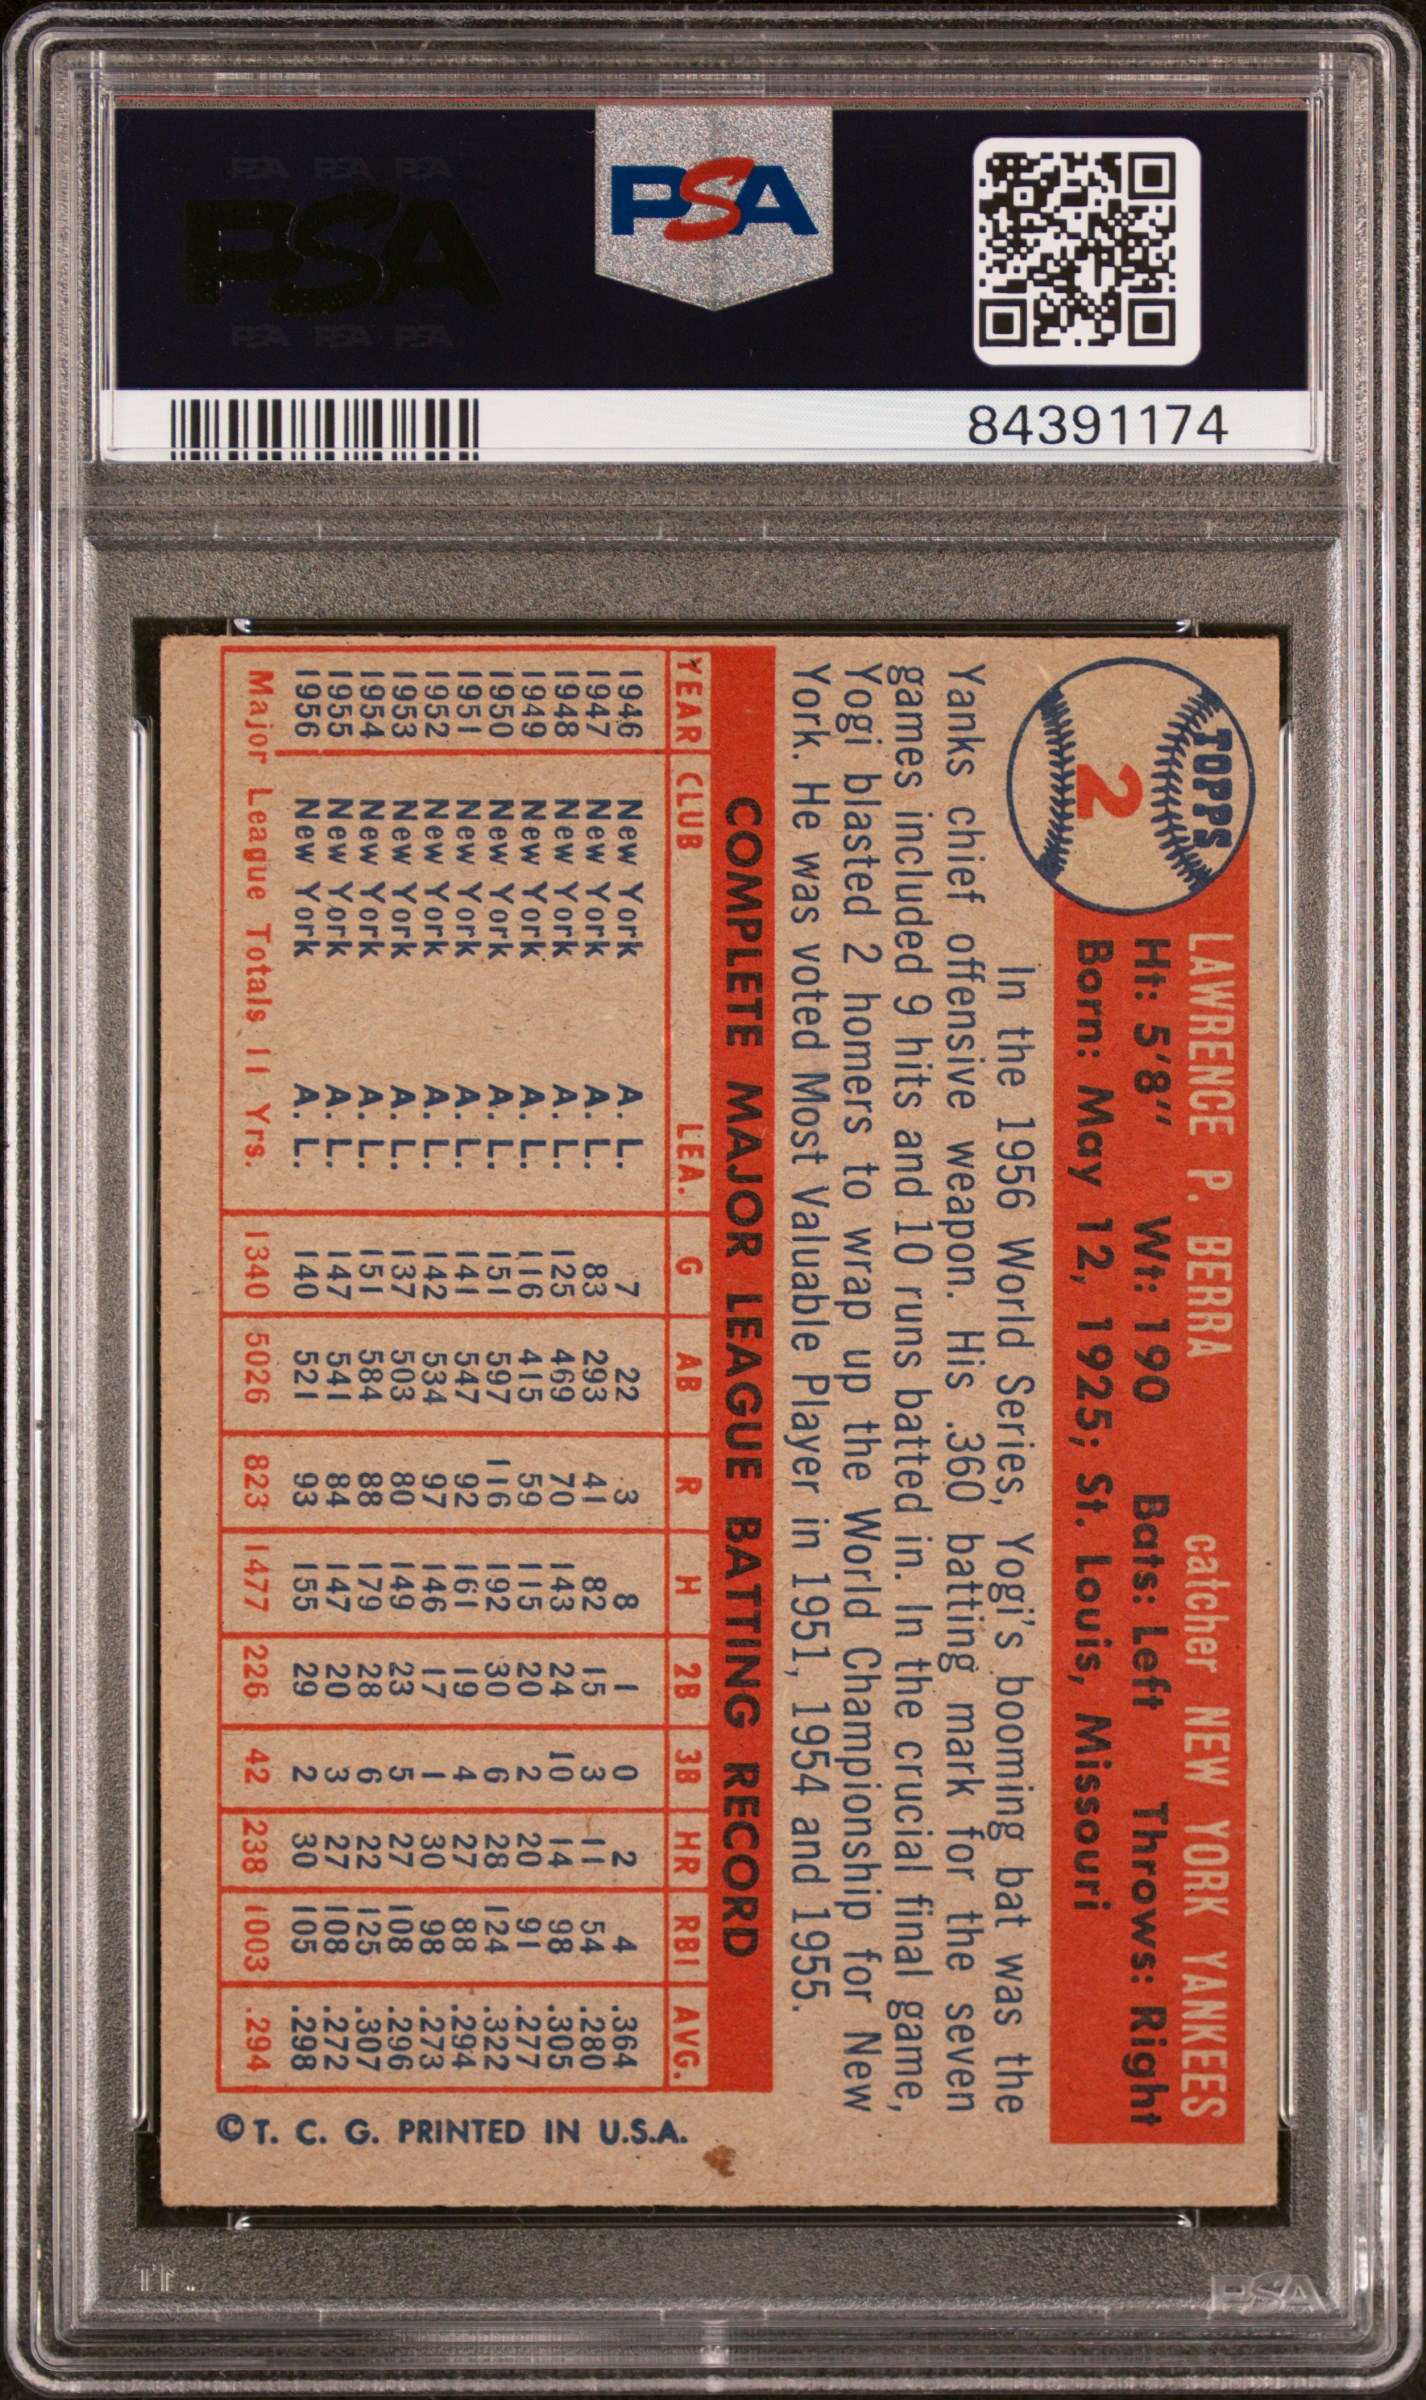 PSA PSA PSA
PSA
PSA PSA PSA
PSA
84391174
TOPPS
2
LAWRENCE P. BERRA catcher NEW YORK YANKEES
Ht: 5'8" Wt: 190 Bats: Left Throws: Right
Born: May 12, 1925; St. Louis, Missouri
In the 1956 World Series, Yogi's booming bat was the
Yanks chief offensive weapon. His .360 batting mark for the seven
games included 9 hits and 10 runs batted in. In the crucial final game,
Yogi blasted 2 homers to wrap up the World Championship for New
York. He was voted Most Valuable Player in 1951, 1954 and 1955.
COMPLETE MAJOR LEAGUE BATTING RECORD
YEAR CLUB LEA. G AB R H 2B 3B HR RBI AVG.
1946 New York A. L. 7 22 3 8 1 0 2 4 .364
1947 New York A. L. 83 293 41 82 15 3 11 54 .280
1948 New York A. L. 125 469 70 143 24 10 14 98 .305
1949 New York A. L. 116 415 59 115 20 2 20 91 .277
1950 New York A. L. 151 597 116 192 30 6 28 124 .322
1951 New York A. L. 141 547 92 161 19 4 27 88 .294
1952 New York A. L. 142 534 97 146 17 1 30 98 .273
1953 New York A. L. 137 503 80 149 23 5 27 108 .296
1954 New York A. L. 151 584 88 179 28 6 22 125 .307
1955 New York A. L. 147 541 84 147 20 3 27 108 .272
1956 New York A. L. 140 521 93 155 29 2 30 105 .298
Major League Totals 11 Yrs. 1340 5026 823 1477 226 42 238 1003 .294
© T. C. G. PRINTED IN U.S.A.
PSA